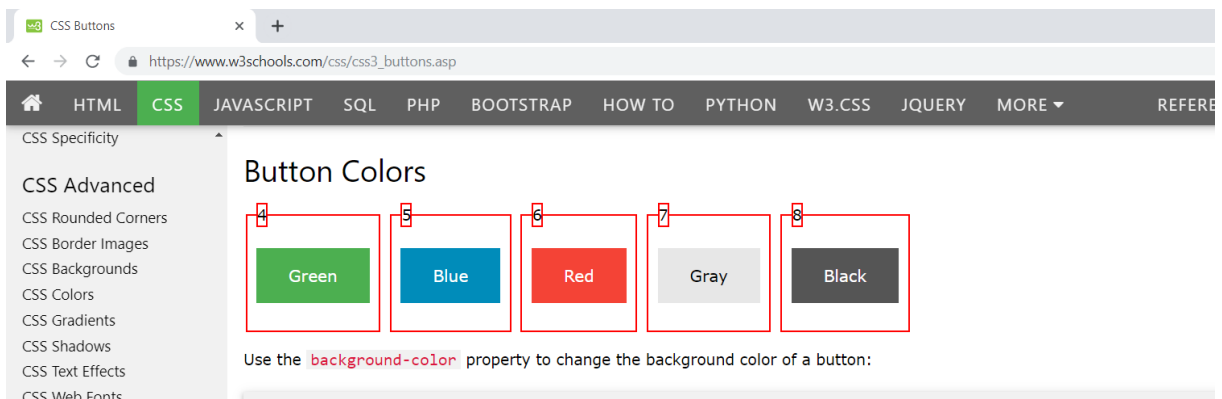 CSS Buttons
https://www.w3schools.com/css/css3_buttons.asp
HTML CSS JAVASCRIPT SQL PHP BOOTSTRAP HOW TO PYTHON W3.CSS JQUERY MORE REFERE
CSS Specificity
CSS Advanced
CSS Rounded Corners
CSS Border Images
CSS Backgrounds
CSS Colors
CSS Gradients
CSS Shadows
CSS Text Effects
CSS Web Fonts
Button Colors
4 5 6 7 8
Green Blue Red Gray Black
Use the background-color property to change the background color of a button: